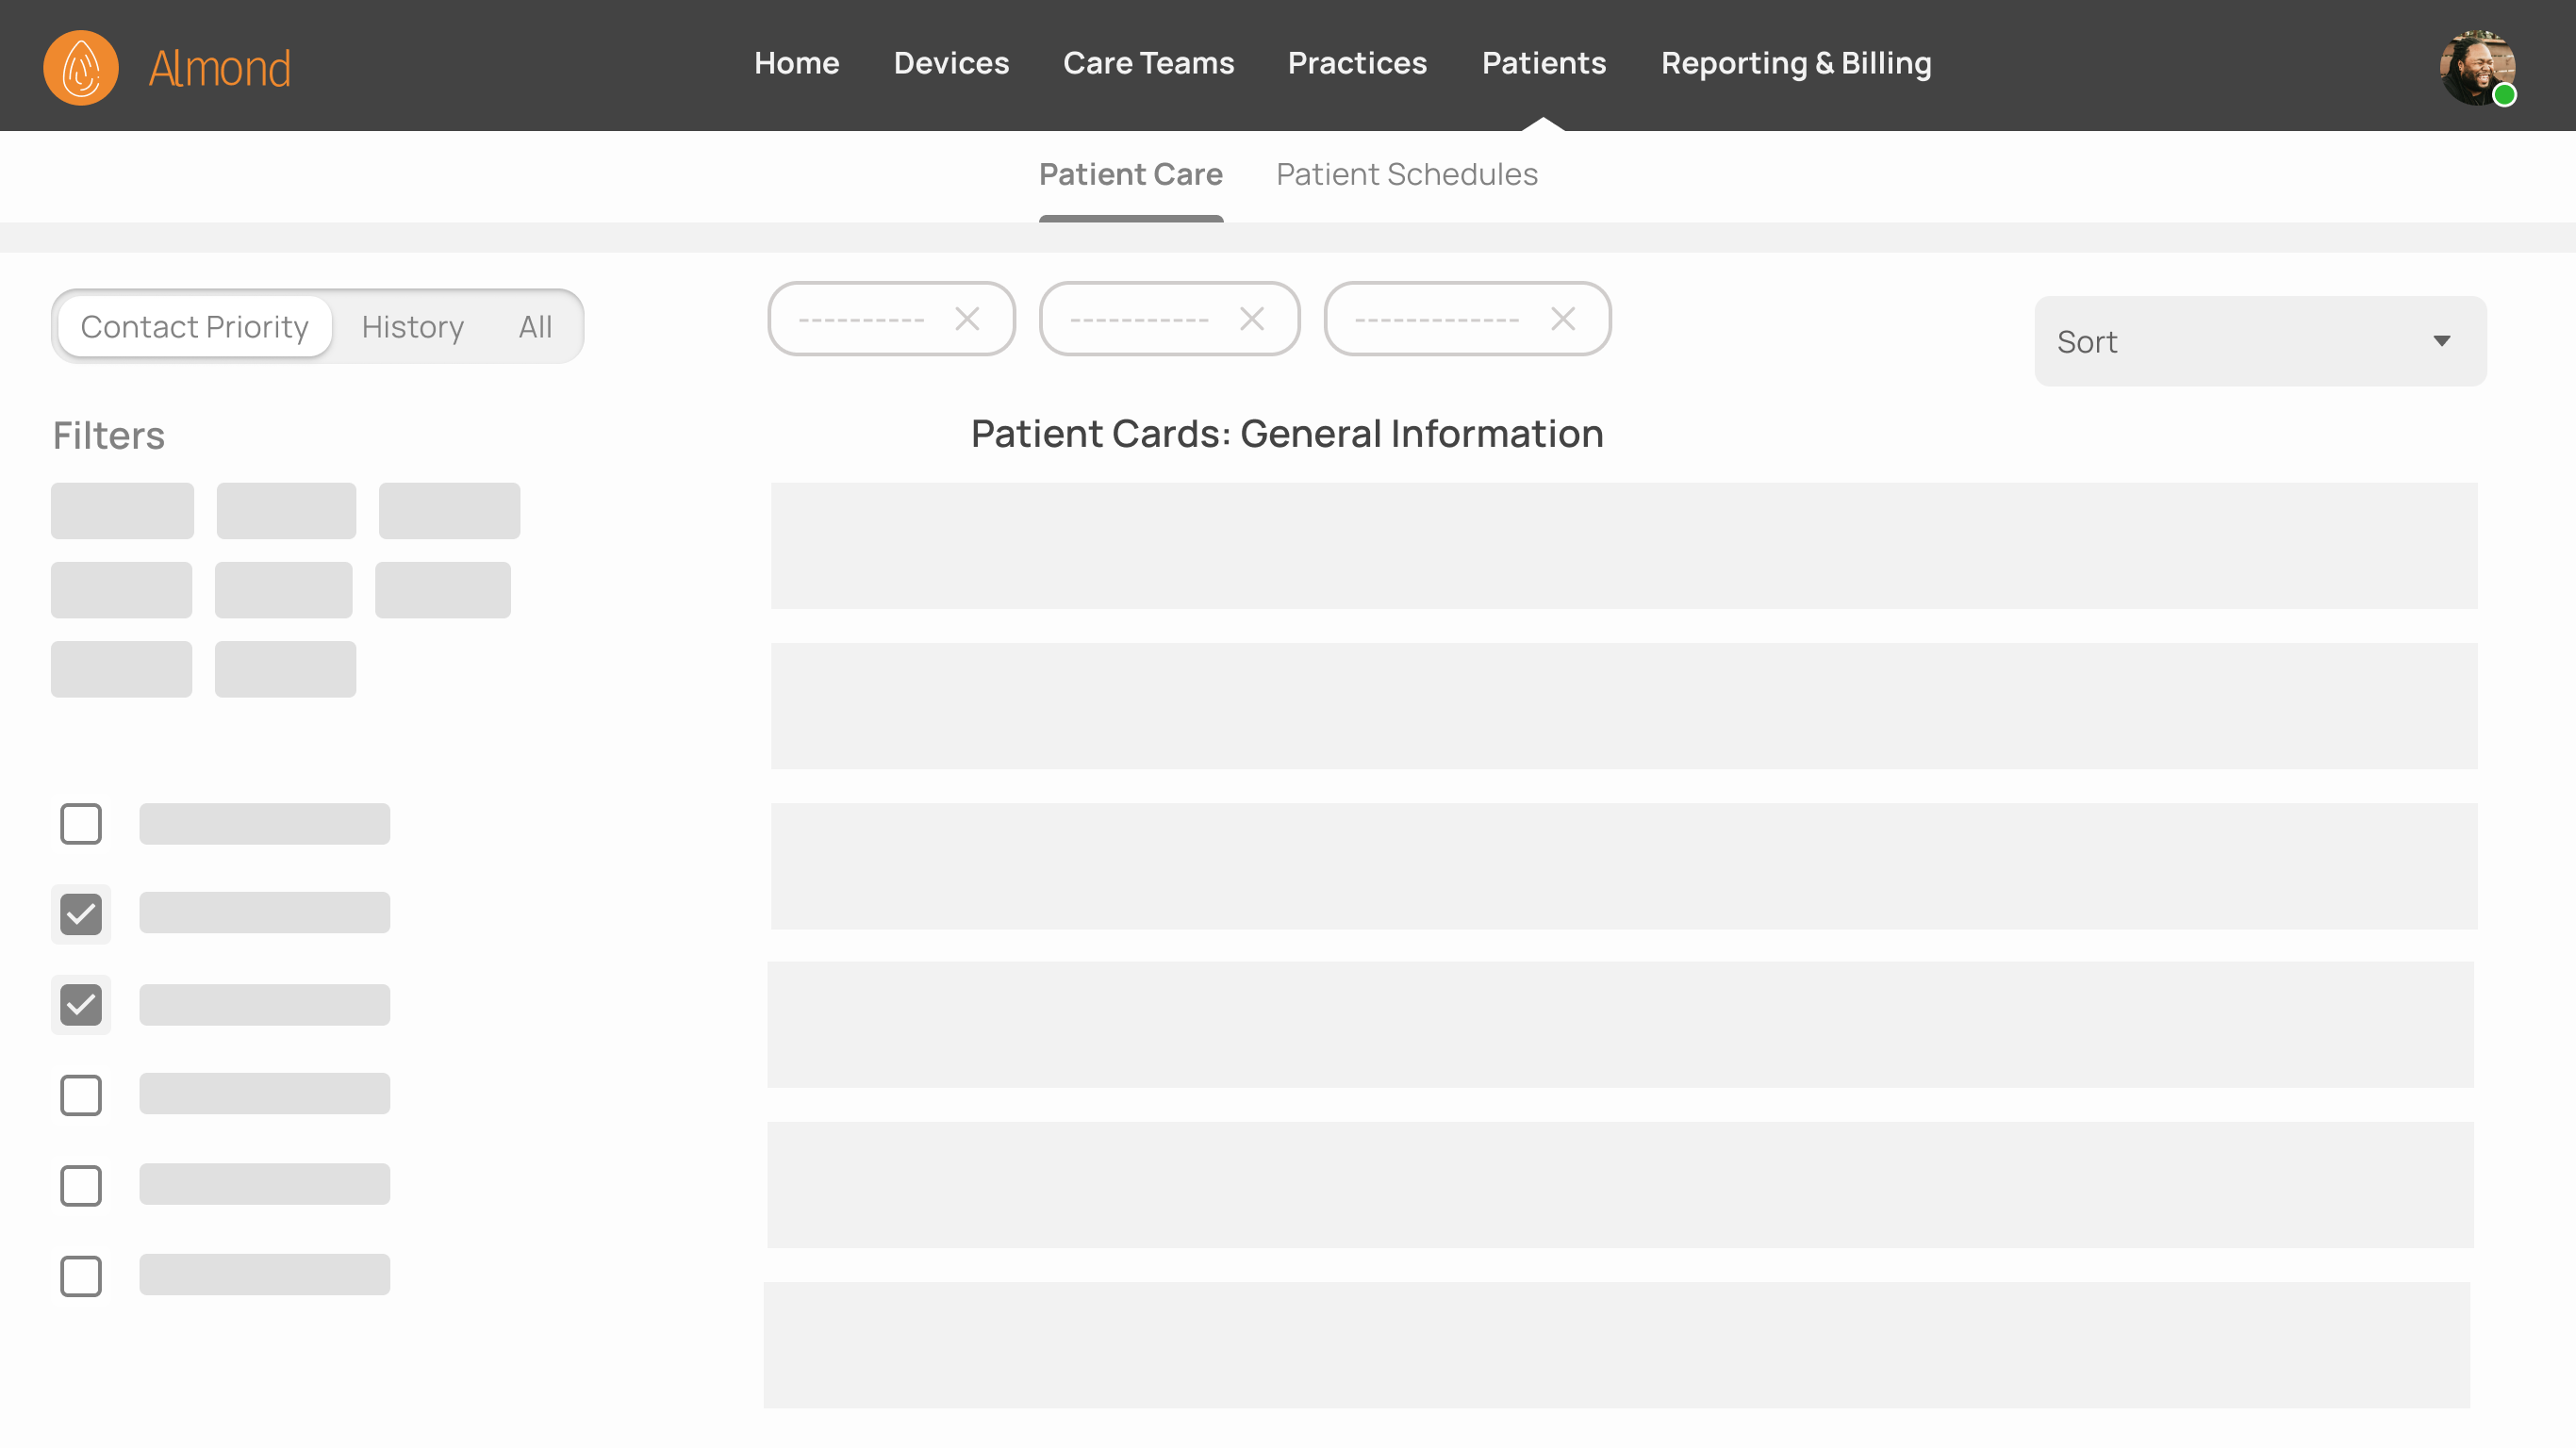 Almond
Home Devices Care Teams Practices Patients Reporting & Billing
Patient Care Patient Schedules
Contact Priority History All
---------- ----------- -------------
Sort
Filters
Patient Cards: General Information